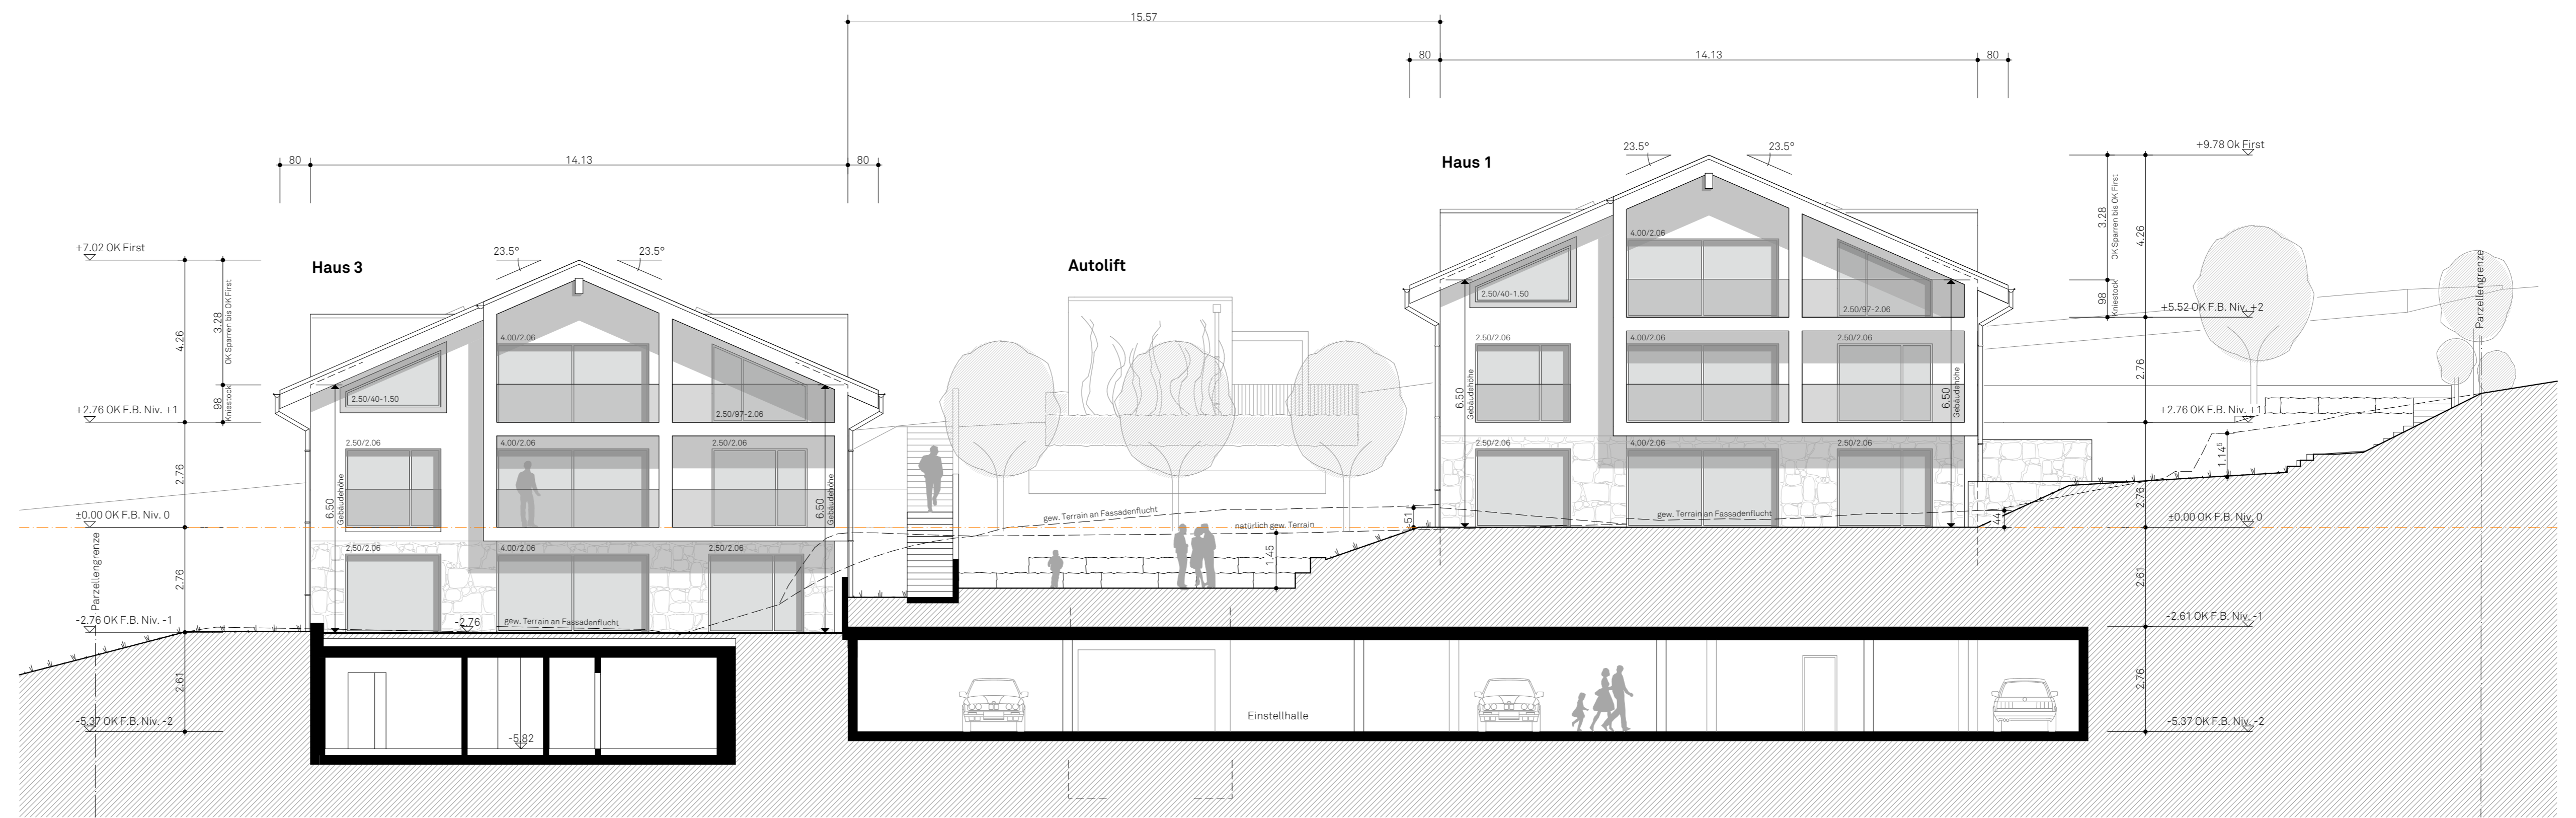 15.57
80
14.13
80
80
14.13
80
Haus 1
23.5°
23.5°
+9.78 Ok First
+7.02 OK First
Haus 3
23.5°
23.5°
Autolift
4.26
3.28
OK Sparren bis OK First
98
Kniestock
+2.76 O.K F.B. Niv. +1
2.76
±0.00 OK F.B. Niv. 0
Parzellengrenze
2.76
-2.76 OK F.B. Niv. -1
2.61
-5.37 OK F.B. Niv. -2
4.00/2.06
2.50/40-1.50
2.50/97-2.06
2.50/2.06
4.00/2.06
2.50/2.06
6.50
Gebäudehöhe
6.50
Gebäudehöhe
2.50/2.06
4.00/2.06
2.50/2.06
-2.76
gew. Terrain an Fassadenflucht
-5.82
gew. Terrain an Fassadenflucht
natürlich gew. Terrain
1.45
51
Einstellhalle
4.00/2.06
2.50/40-1.50
2.50/97-2.06
2.50/2.06
4.00/2.06
2.50/2.06
6.50
Gebäudehöhe
6.50
Gebäudehöhe
2.50/2.06
4.00/2.06
2.50/2.06
gew. Terrain an Fassadenflucht
44
3.28
OK Sparren bis OK First
4.26
98
Kniestock
+5.52 OK F.B. Niv. +2
2.76
+2.76 OK F.B. Niv. +1
1.14⁵
2.76
±0.00 OK F.B. Niv. 0
2.61
-2.61 OK F.B. Niv. -1
2.76
-5.37 OK F.B. Niv. -2
Parzellengrenze